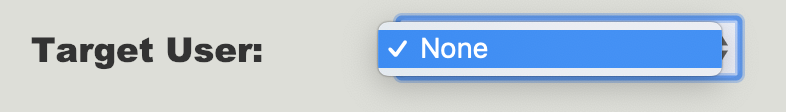 Target User:
✓ None